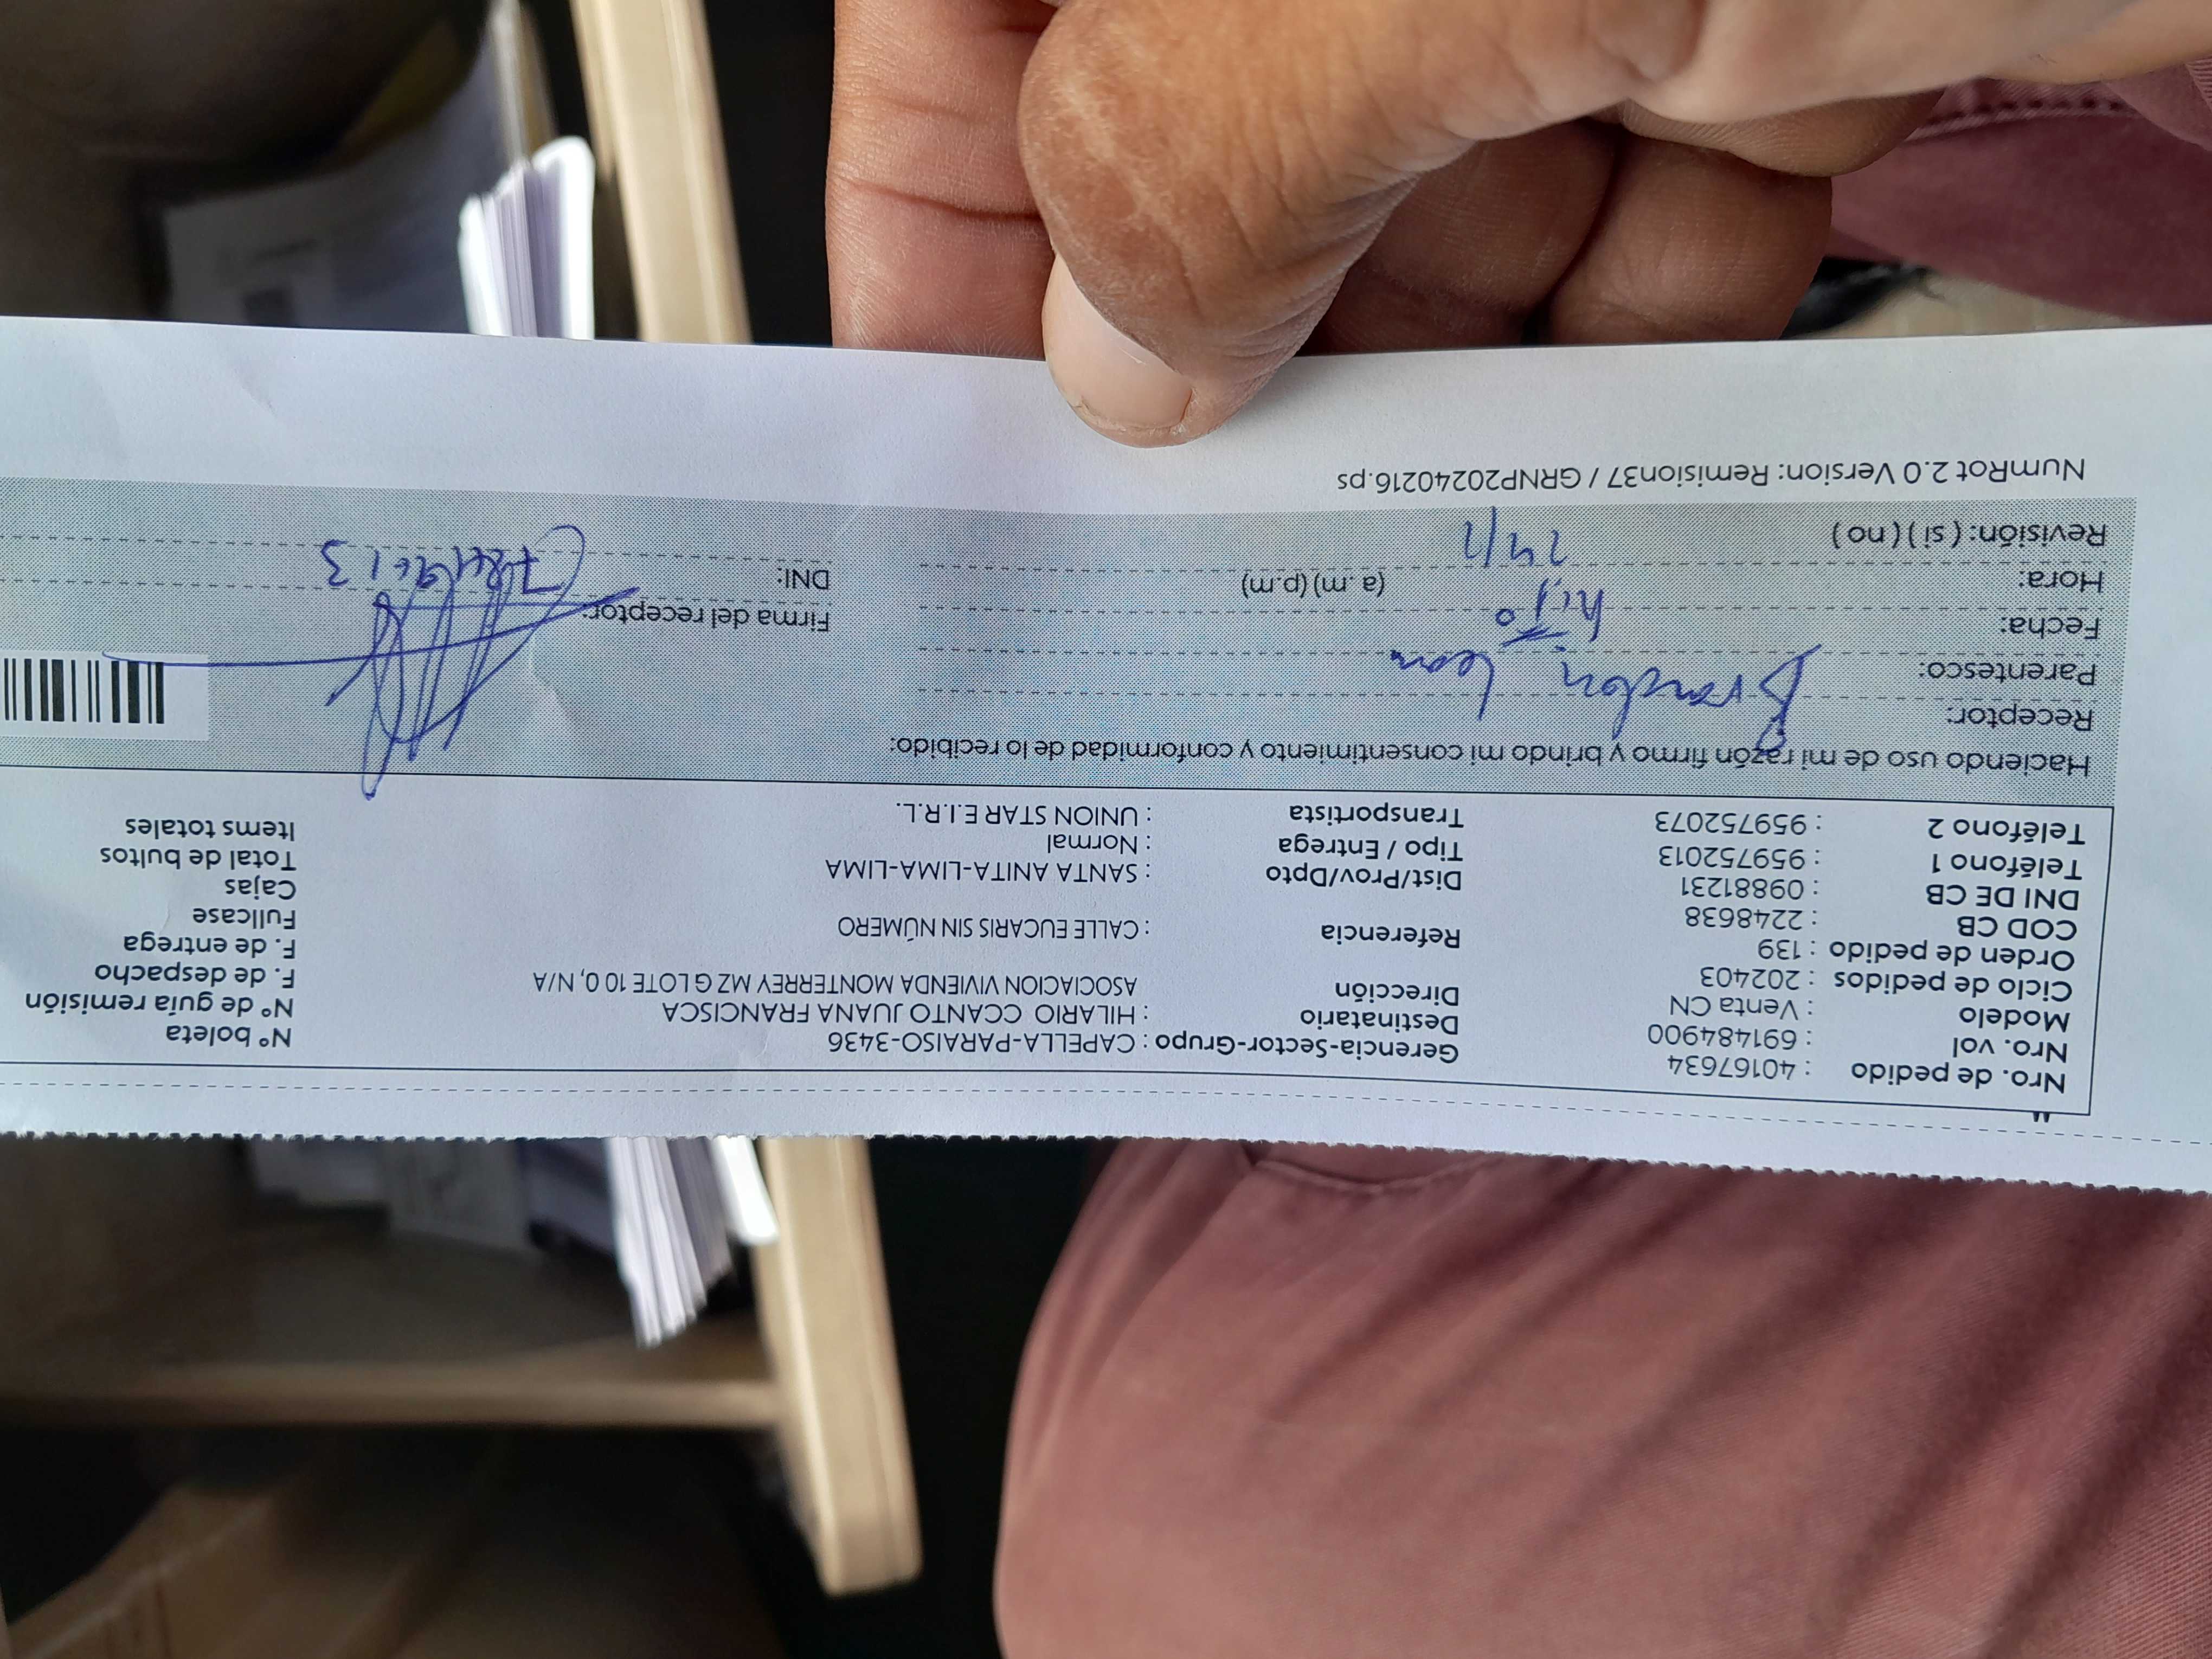 Nro. de pedido : 40167634 Gerencia-Sector-Grupo : CAPELLA-PARAISO-3436 N° boleta
Nro. vol : 691484900 Destinatario : HILARIO CCANTO JUANA FRANCISCA N° de guía remisión
Modelo : Venta CN Dirección ASOCIACION VIVIENDA MONTERREY MZ G LOTE 10 0, N/A F. de despacho
Ciclo de pedidos : 202403 F. de entrega
Orden de pedido : 139 Referencia : CALLE EUCARIS SIN NÚMERO Fullcase
COD CB : 2248638 Cajas
DNI DE CB : 09881231 Dist/Prov/Dpto : SANTA ANITA-LIMA-LIMA Total de bultos
Teléfono 1 : 959752013 Tipo / Entrega : Normal Items totales
Teléfono 2 : 959752073 Transportista : UNION STAR E.I.R.L.
Haciendo uso de mi razón firmo y brindo mi consentimiento y conformidad de lo recibido:
Receptor: Brandon Leon
Parentesco: hijo
Fecha: 24/2 Firma del receptor:
Hora: (a.m) (p.m) DNI:
Revisión: ( si ) ( no )
NumRot 2.0 Version: Remision37 / GRNP20240216.ps